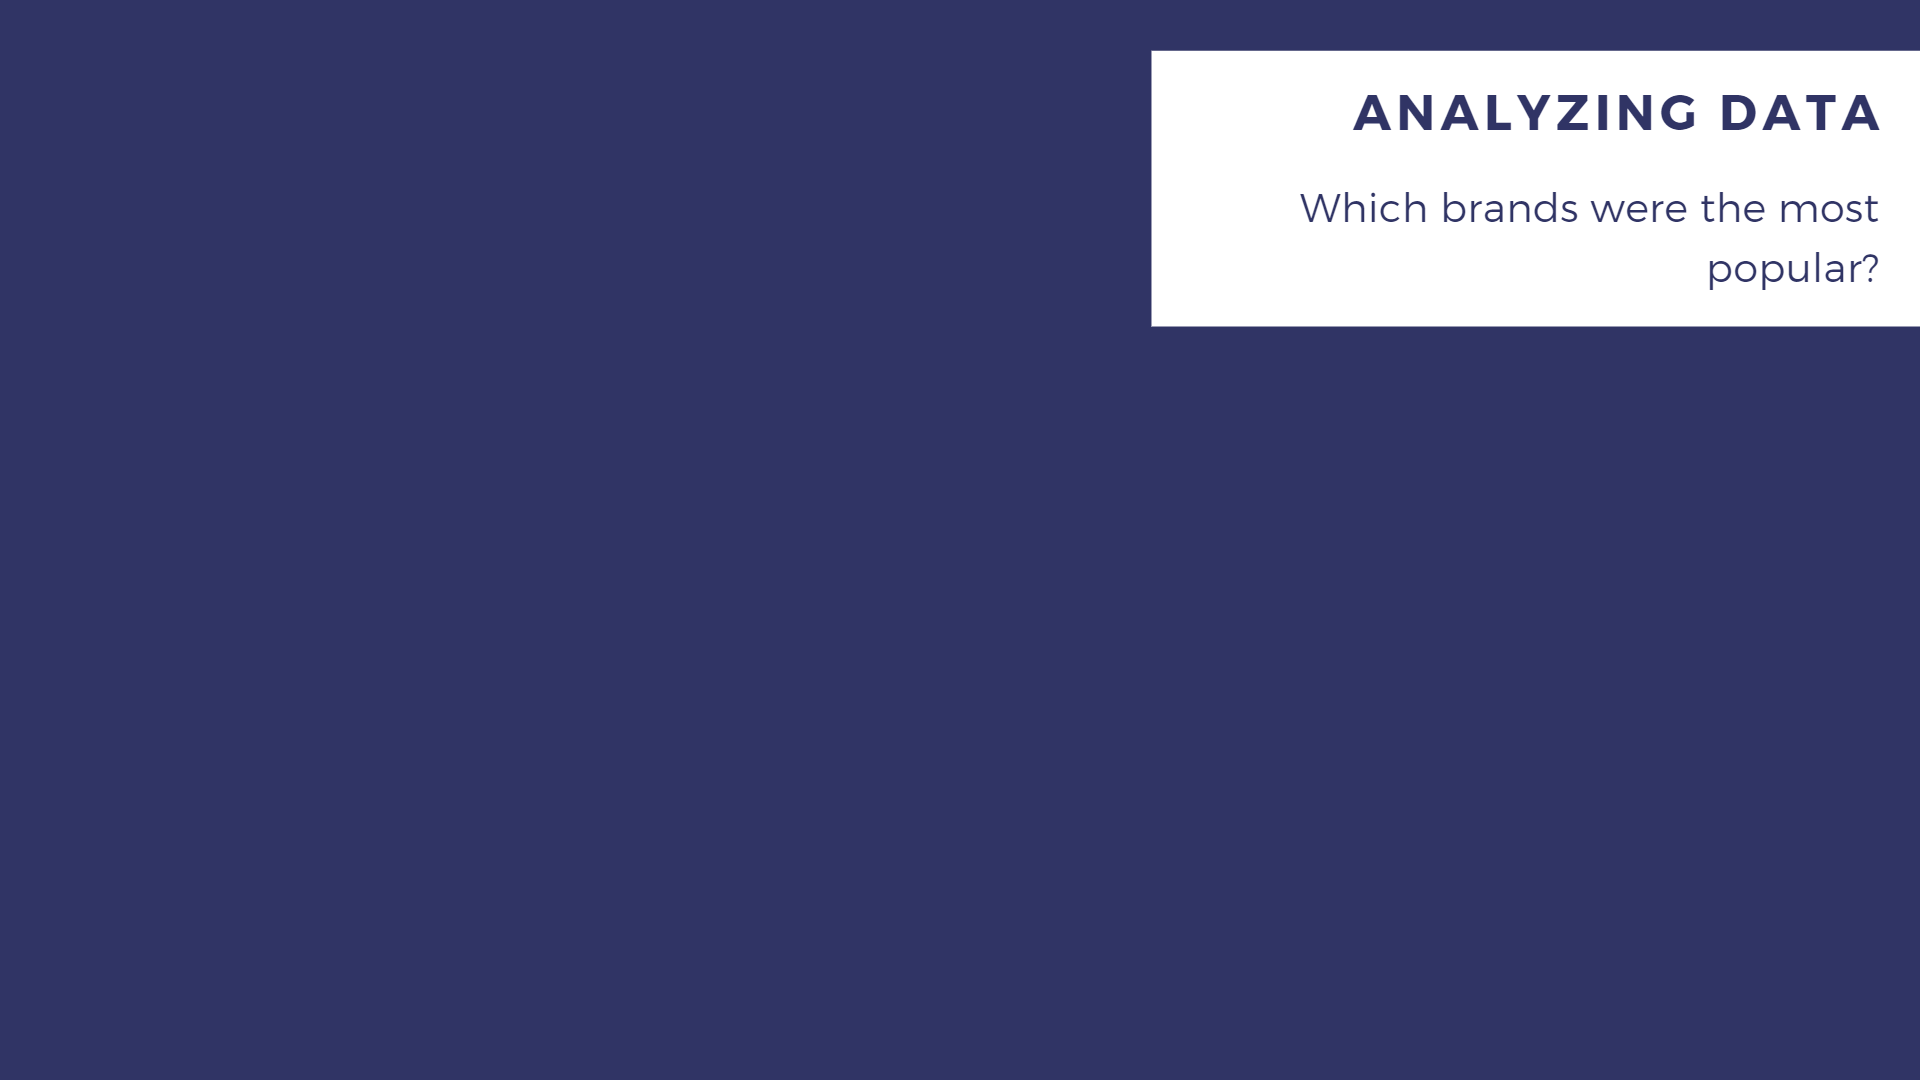 ANALYZING DATA
Which brands were the most
popular?